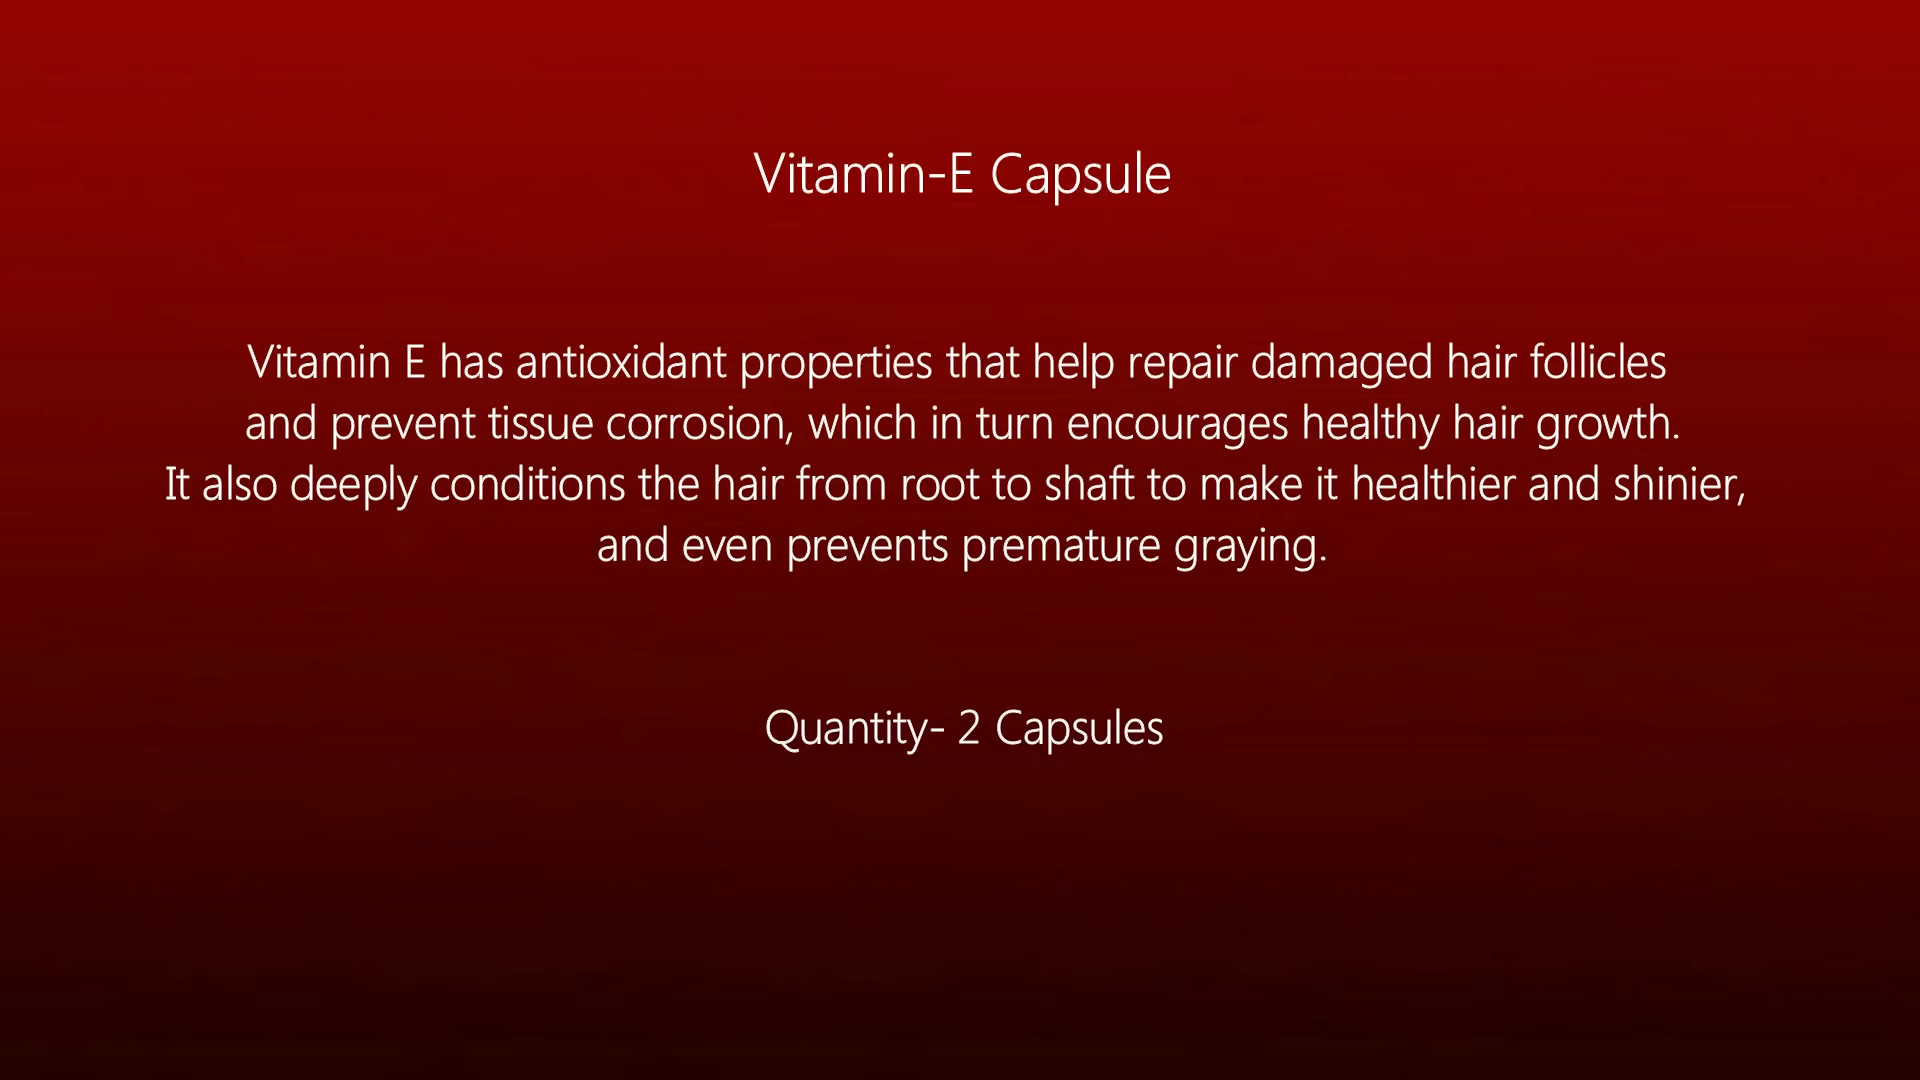 Vitamin-E Capsule
Vitamin E has antioxidant properties that help repair damaged hair follicles
and prevent tissue corrosion, which in turn encourages healthy hair growth.
It also deeply conditions the hair from root to shaft to make it healthier and shinier,
and even prevents premature graying.
Quantity- 2 Capsules